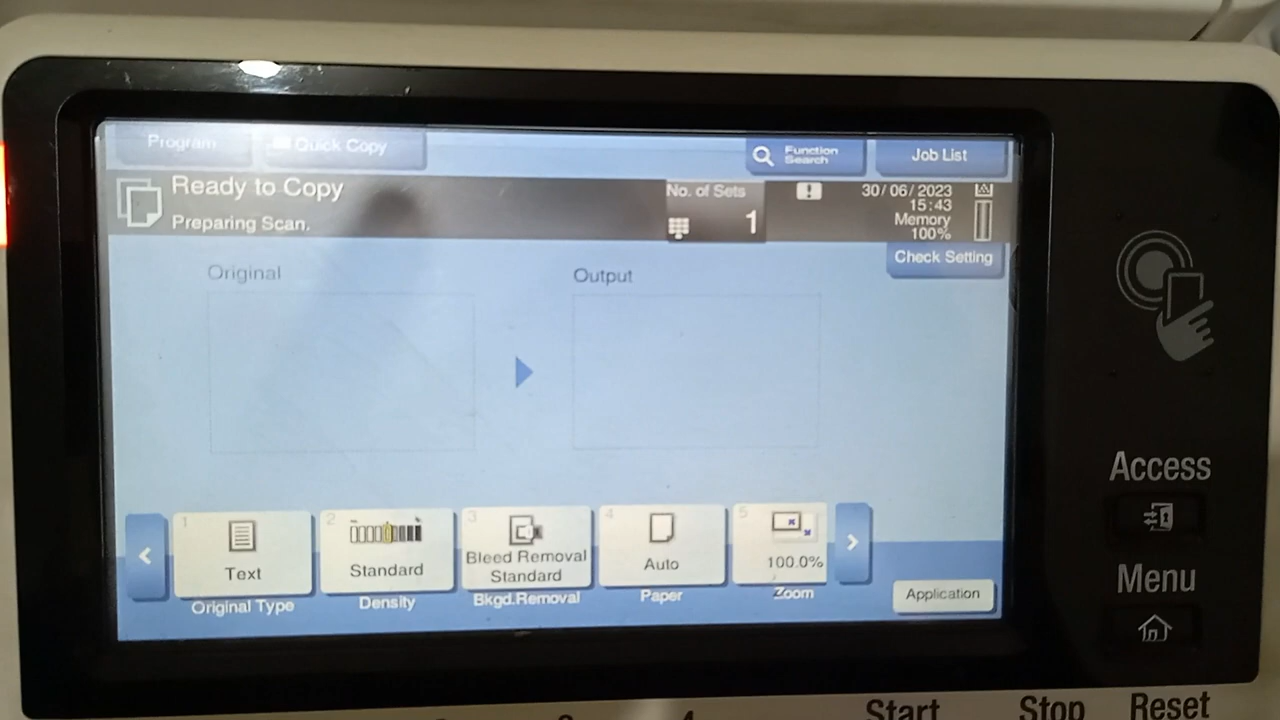 Program
Quick Copy
Function
Search
Job List
Ready to Copy
Preparing Scan.
No. of Sets
1
30/06/2023
15:43
Memory
100%
Check Setting
Original
Output
1
Text
Original Type
2
Standard
Density
3
Bleed Removal
Standard
Bkgd.Removal
4
Auto
Paper
5
100.0%
Zoom
Application
Access
Menu
Start
Stop
Reset